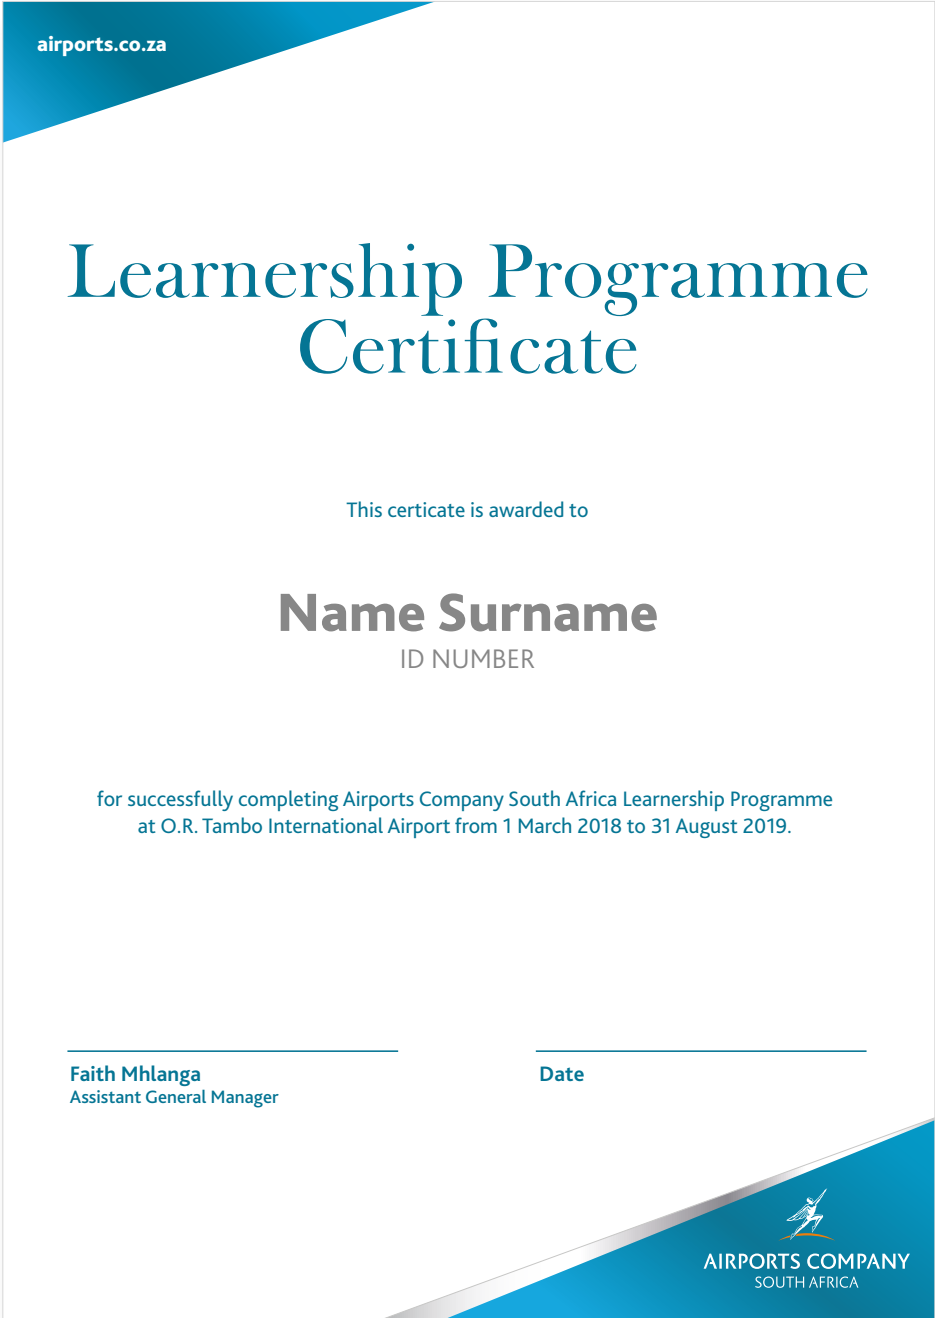 airports.co.za
Learnership Programme
Certificate
This certicate is awarded to
Name Surname
ID NUMBER
for successfully completing Airports Company South Africa Learnership Programme
at O.R. Tambo International Airport from 1 March 2018 to 31 August 2019.
Faith Mhlanga
Assistant General Manager
Date
AIRPORTS COMPANY
SOUTH AFRICA